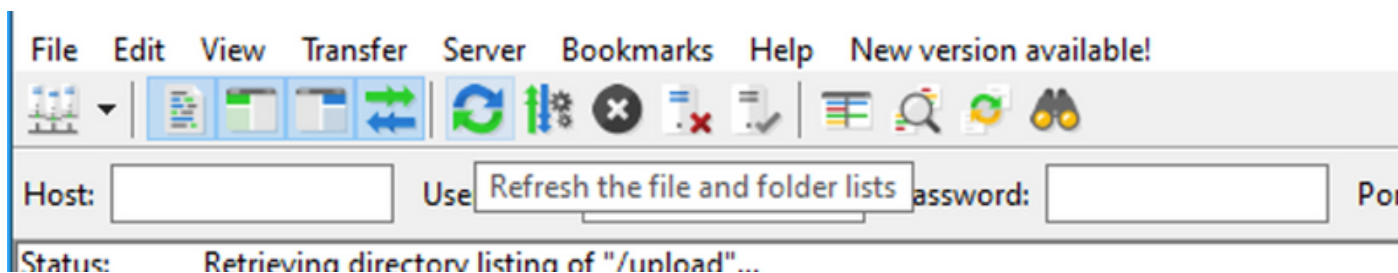 File Edit View Transfer Server Bookmarks Help New version available!
Host: Use Refresh the file and folder lists assword: Por
Status: Retrieving directory listing of "/upload"...